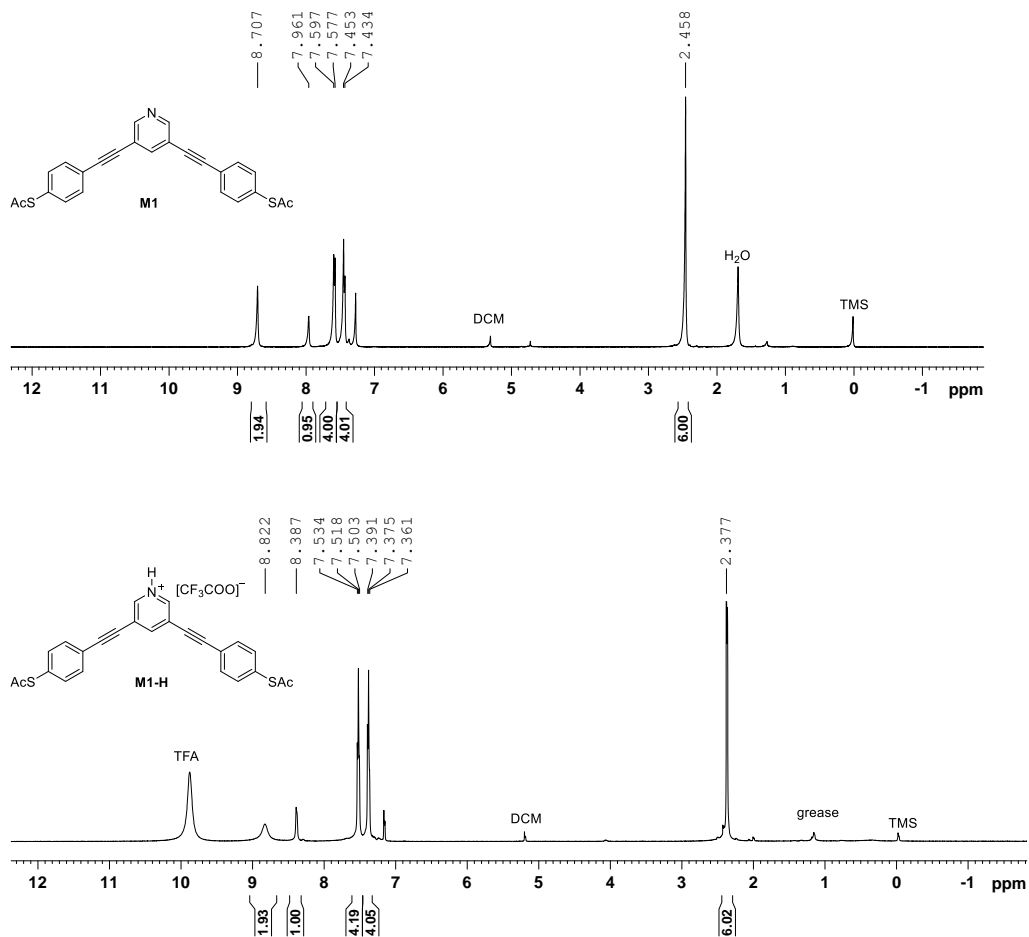 8.707
7.961
7.597
7.577
7.453
7.434
2.458
N
AcS
SAc
M1
DCM
H₂O
TMS
12 11 10 9 8 7 6 5 4 3 2 1 0 -1 ppm
1.94
0.95
4.00
4.01
6.00
8.822
8.387
7.534
7.518
7.503
7.391
7.375
7.361
2.377
H
N⁺ [CF₃COO]⁻
AcS
SAc
M1-H
TFA
DCM
grease
TMS
12 11 10 9 8 7 6 5 4 3 2 1 0 -1 ppm
1.93
1.00
4.19
4.05
6.02